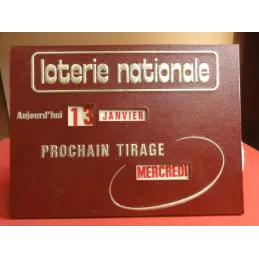 loterie nationale
Aujourd'hui 13 JANVIER
PROCHAIN TIRAGE
MERCREDI